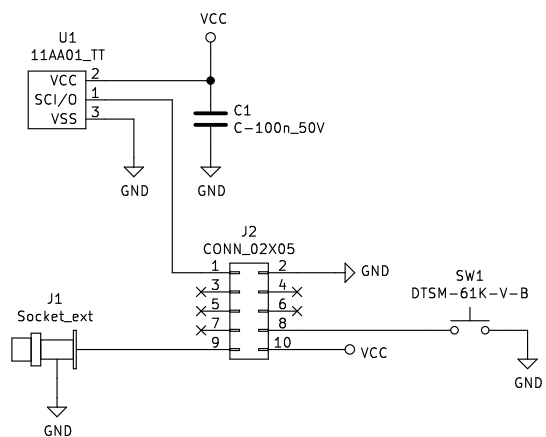 VCC
U1
11AA01_TT
VCC 2
SCI/O 1
VSS 3
C1
C-100n_50V
GND
GND
J2
CONN_02X05
1 2
GND
3 4
5 6
7 8
9 10
VCC
SW1
DTSM-61K-V-B
GND
J1
Socket_ext
GND